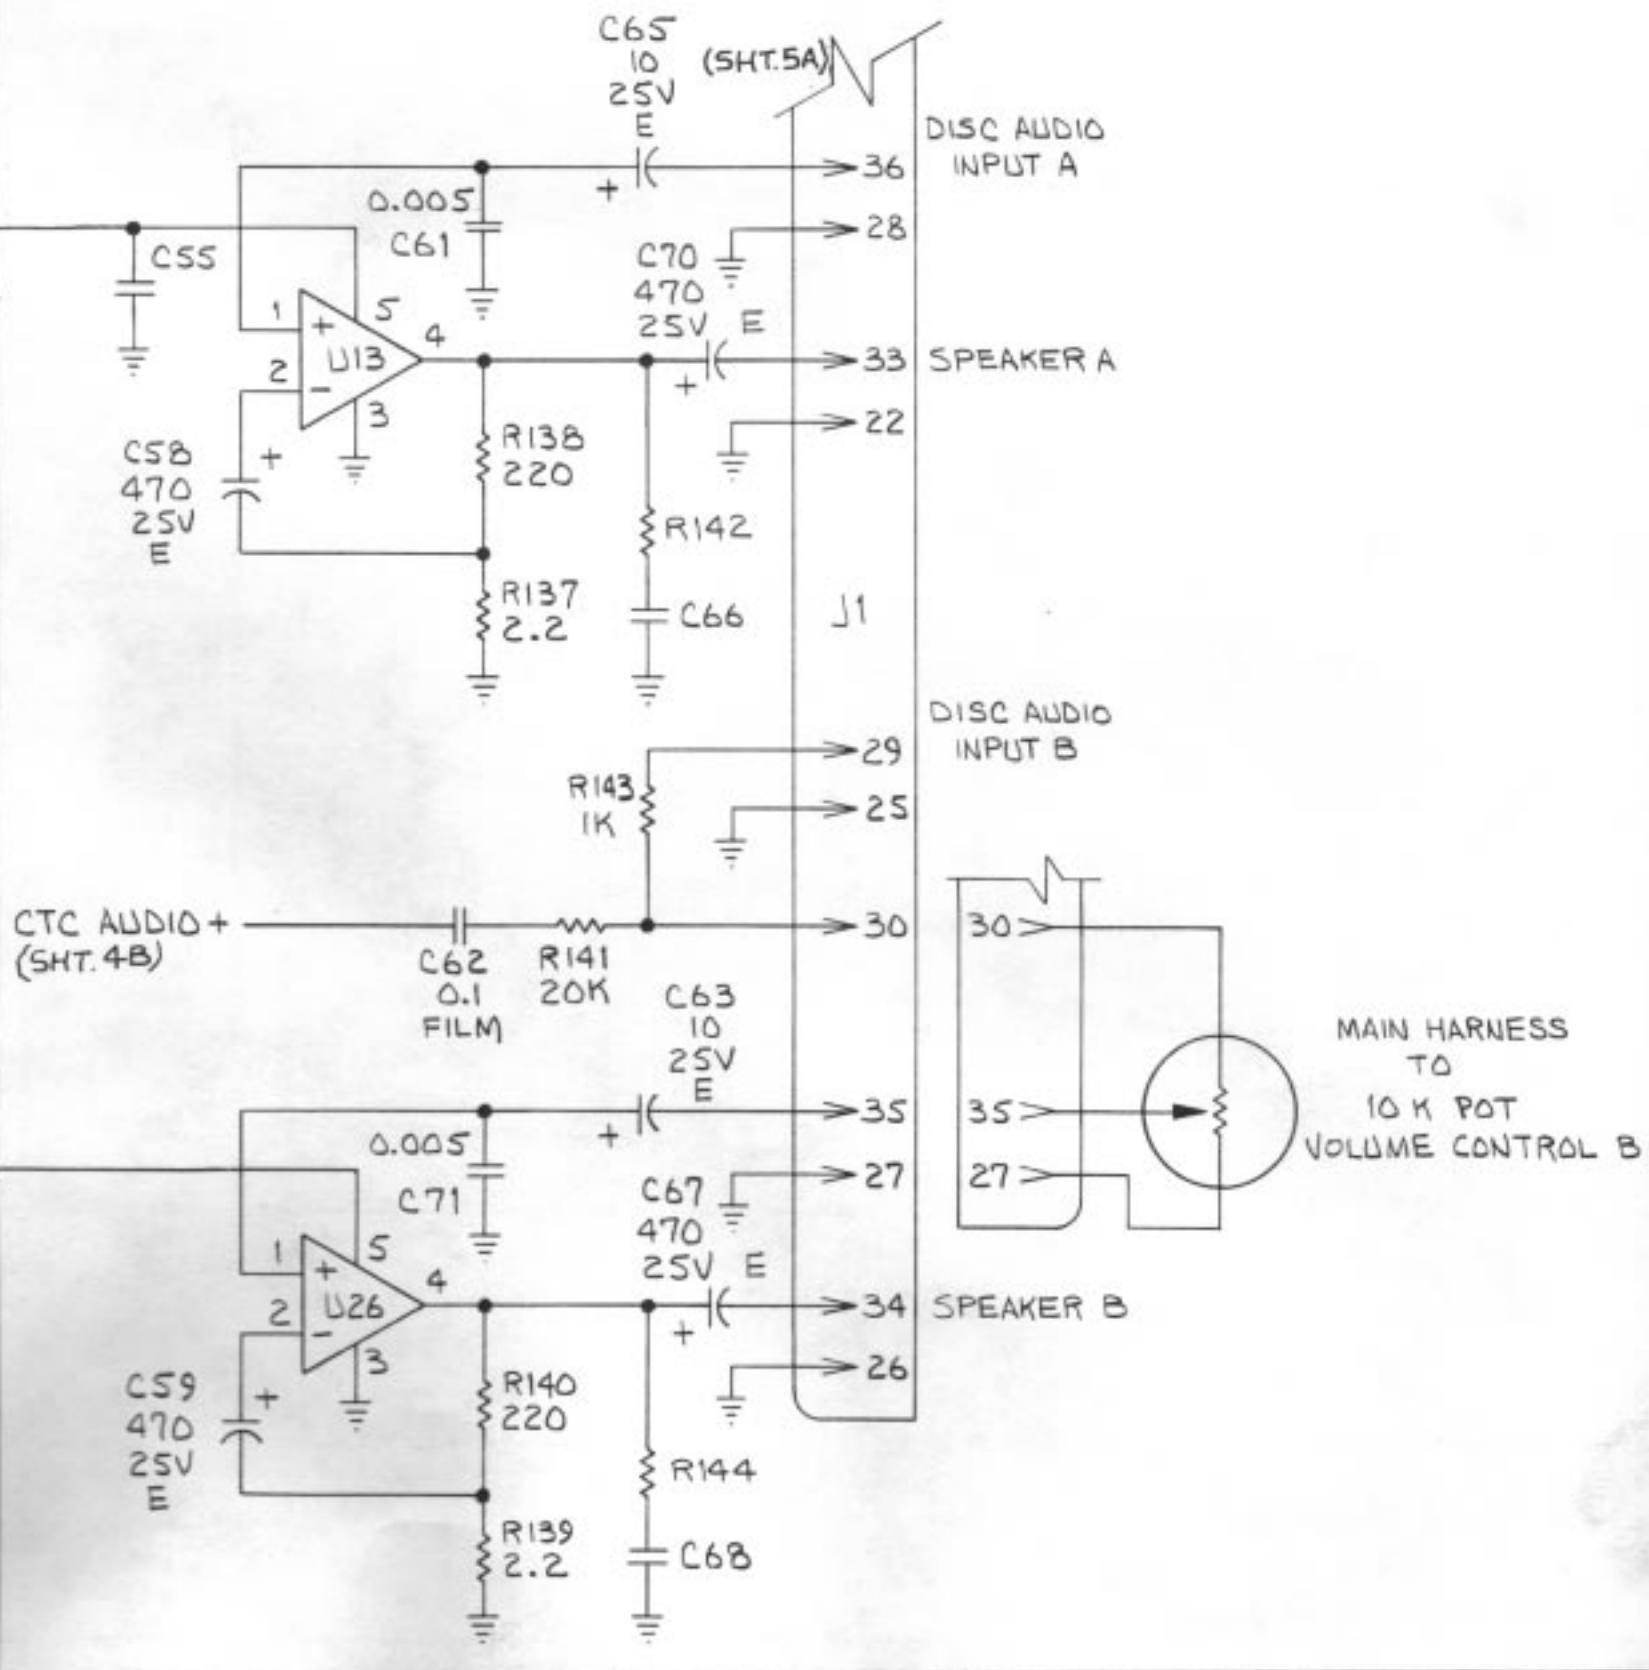 C65
10
25V
E
(SHT.5A)
DISC AUDIO
INPUT A
+
36
0.005
C61
28
C55
C70
470
25V E
1
+
5
U13
4
2
-
3
+
33
SPEAKER A
22
C58
470
25V
E
+
R138
220
R142
R137
2.2
C66
J1
DISC AUDIO
INPUT B
29
R143
1K
25
CTC AUDIO +
(SHT. 4B)
C62
0.1
FILM
R141
20K
30
30
C63
10
25V
E
MAIN HARNESS
TO
10 K POT
VOLUME CONTROL B
+
35
35
0.005
C71
27
27
C67
470
25V E
1
+
5
U26
4
2
-
3
+
34
SPEAKER B
26
C59
470
25V
E
+
R140
220
R144
R139
2.2
C68